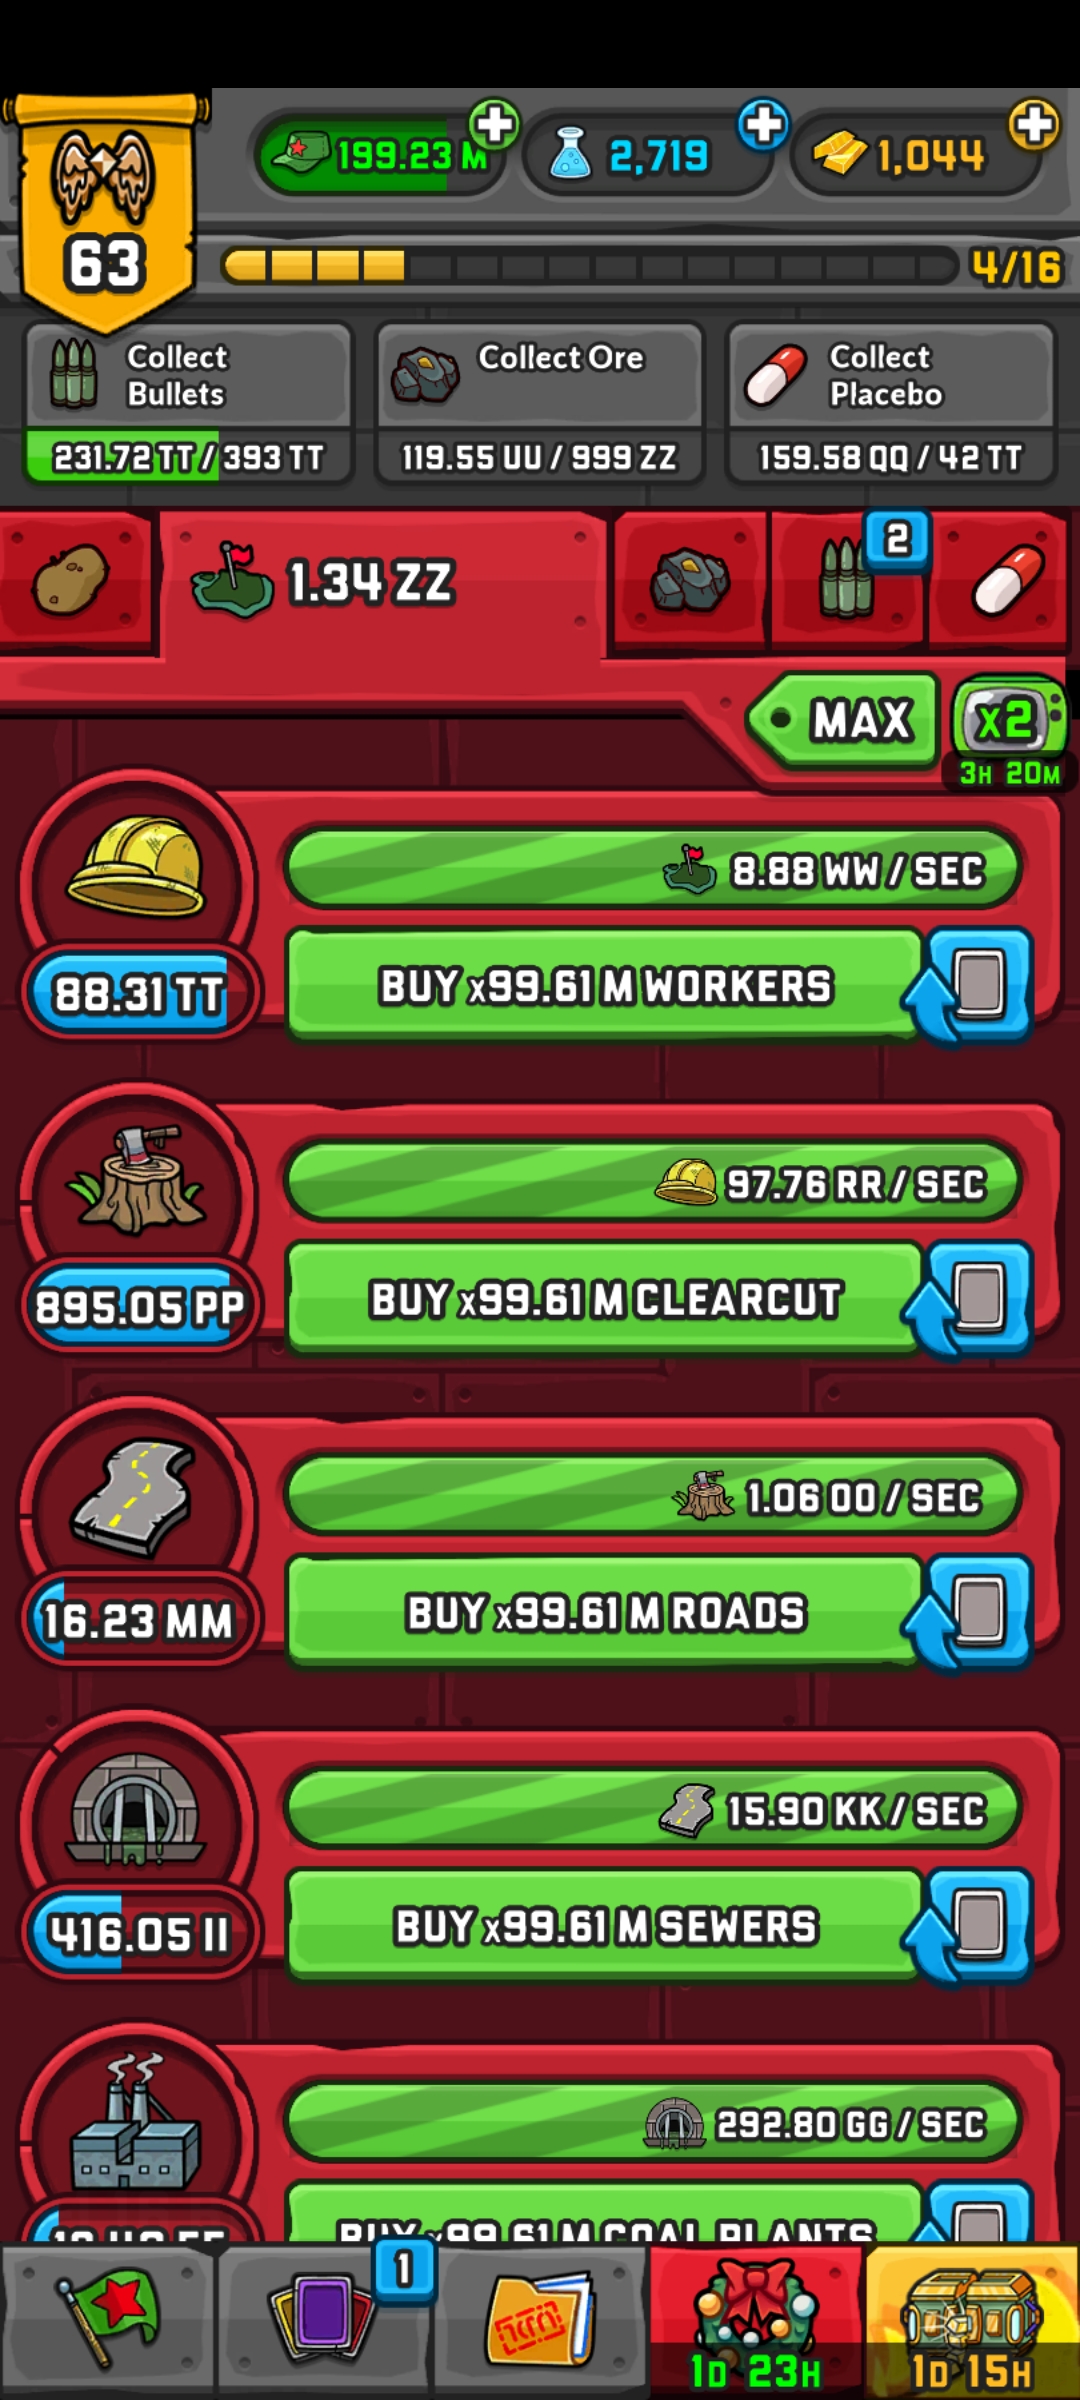 199.23 M
2,719
1,044
63
4/16
Collect
Bullets
231.72 TT / 393 TT
Collect Ore
119.55 UU / 999 ZZ
Collect
Placebo
159.58 QQ / 42 TT
1.34 ZZ
2
MAX
x2
3H 20M
8.88 WW / SEC
88.31 TT
BUY x99.61 M WORKERS
97.76 RR / SEC
895.05 PP
BUY x99.61 M CLEARCUT
1.06 OO / SEC
16.23 MM
BUY x99.61 M ROADS
15.90 KK / SEC
416.05 II
BUY x99.61 M SEWERS
292.80 GG / SEC
BUY x99.61 M COAL PLANTS
1
1D 23H
1D 15H